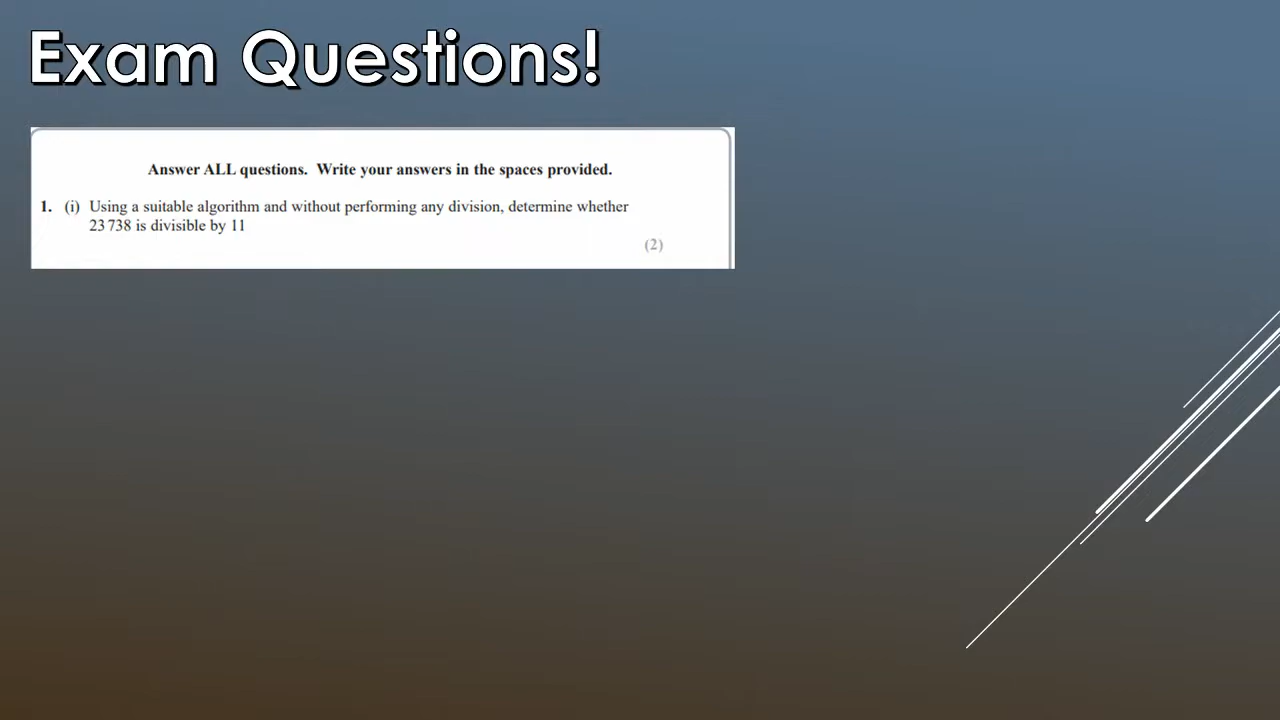 Exam Questions!
Answer ALL questions. Write your answers in the spaces provided.
1. (i) Using a suitable algorithm and without performing any division, determine whether
23 738 is divisible by 11
(2)